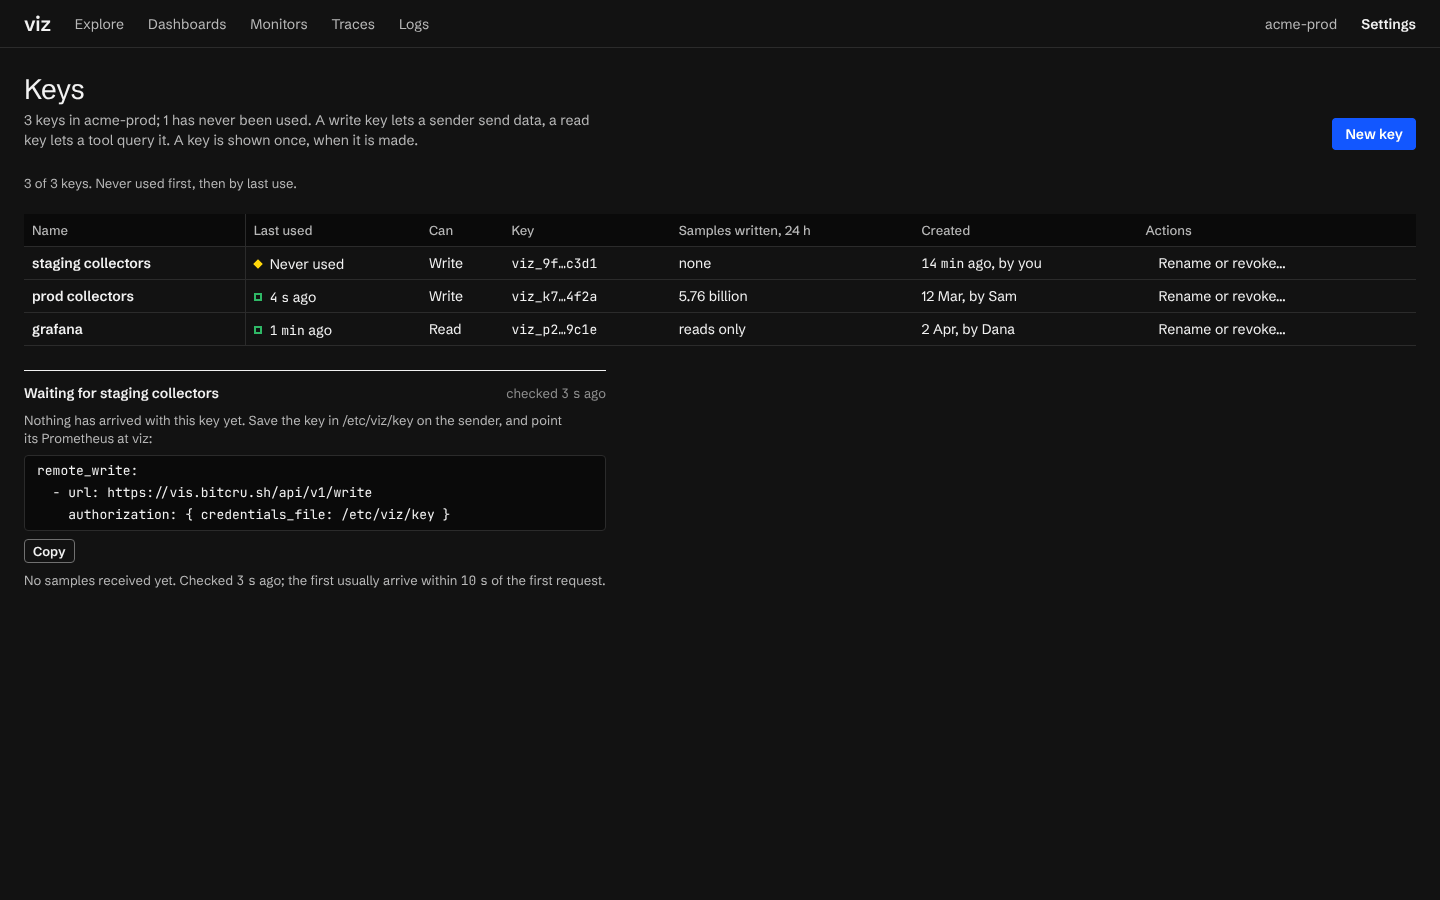 viz Explore Dashboards Monitors Traces Logs acme-prod Settings
Keys
3 keys in acme-prod; 1 has never been used. A write key lets a sender send data, a read
key lets a tool query it. A key is shown once, when it is made.
New key
3 of 3 keys. Never used first, then by last use.
Name Last used Can Key Samples written, 24 h Created Actions
staging collectors Never used Write viz_9f…c3d1 none 14 min ago, by you Rename or revoke…
prod collectors 4 s ago Write viz_k7…4f2a 5.76 billion 12 Mar, by Sam Rename or revoke…
grafana 1 min ago Read viz_p2…9c1e reads only 2 Apr, by Dana Rename or revoke…
Waiting for staging collectors checked 3 s ago
Nothing has arrived with this key yet. Save the key in /etc/viz/key on the sender, and point
its Prometheus at viz:
remote_write:
  - url: https://vis.bitcru.sh/api/v1/write
    authorization: { credentials_file: /etc/viz/key }
Copy
No samples received yet. Checked 3 s ago; the first usually arrive within 10 s of the first request.